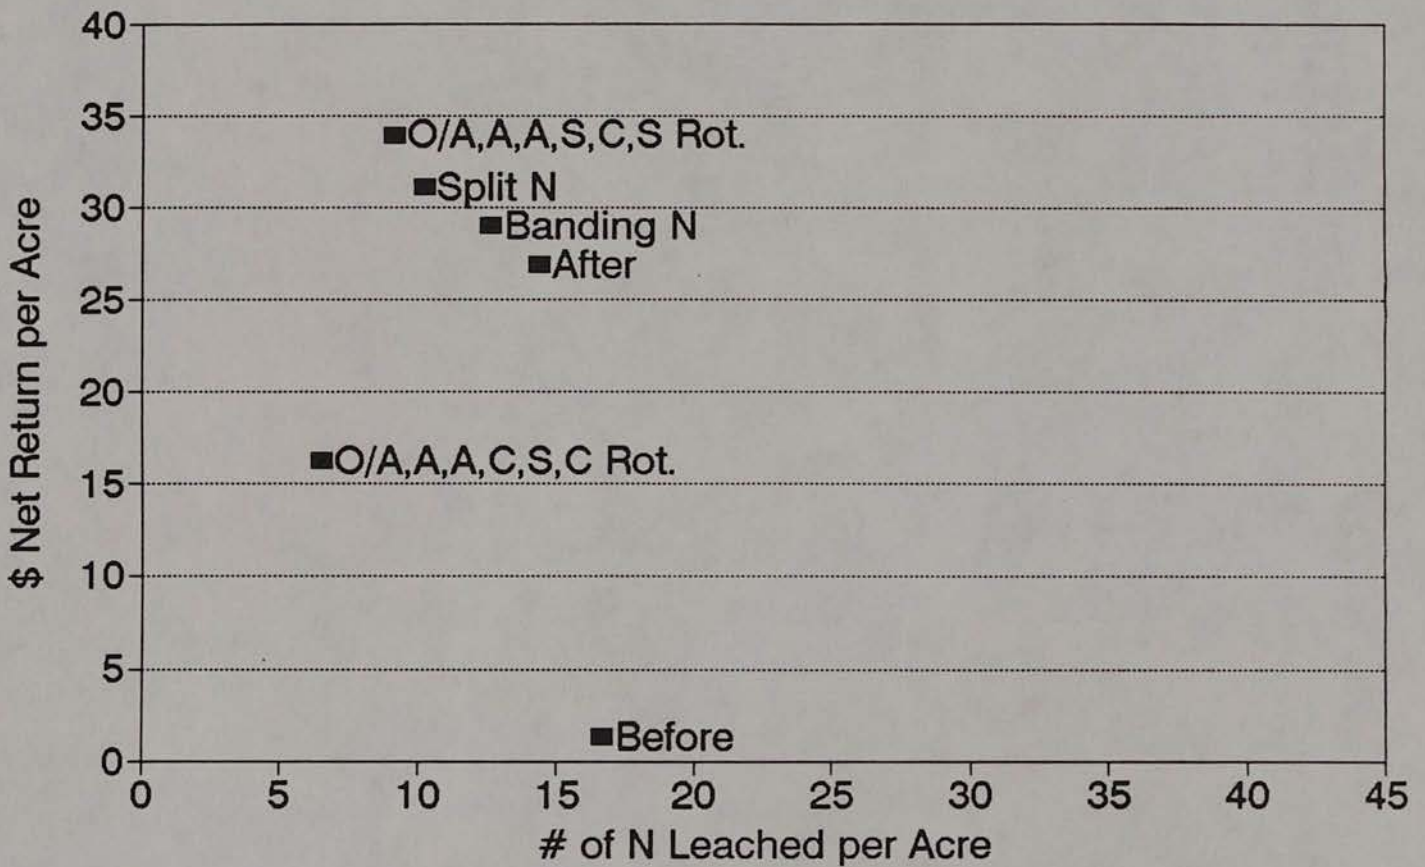 40
35
30
25
20
15
10
5
0
$ Net Return per Acre
O/A,A,A,S,C,S Rot.
Split N
Banding N
After
O/A,A,A,C,S,C Rot.
Before
0 5 10 15 20 25 30 35 40 45
# of N Leached per Acre